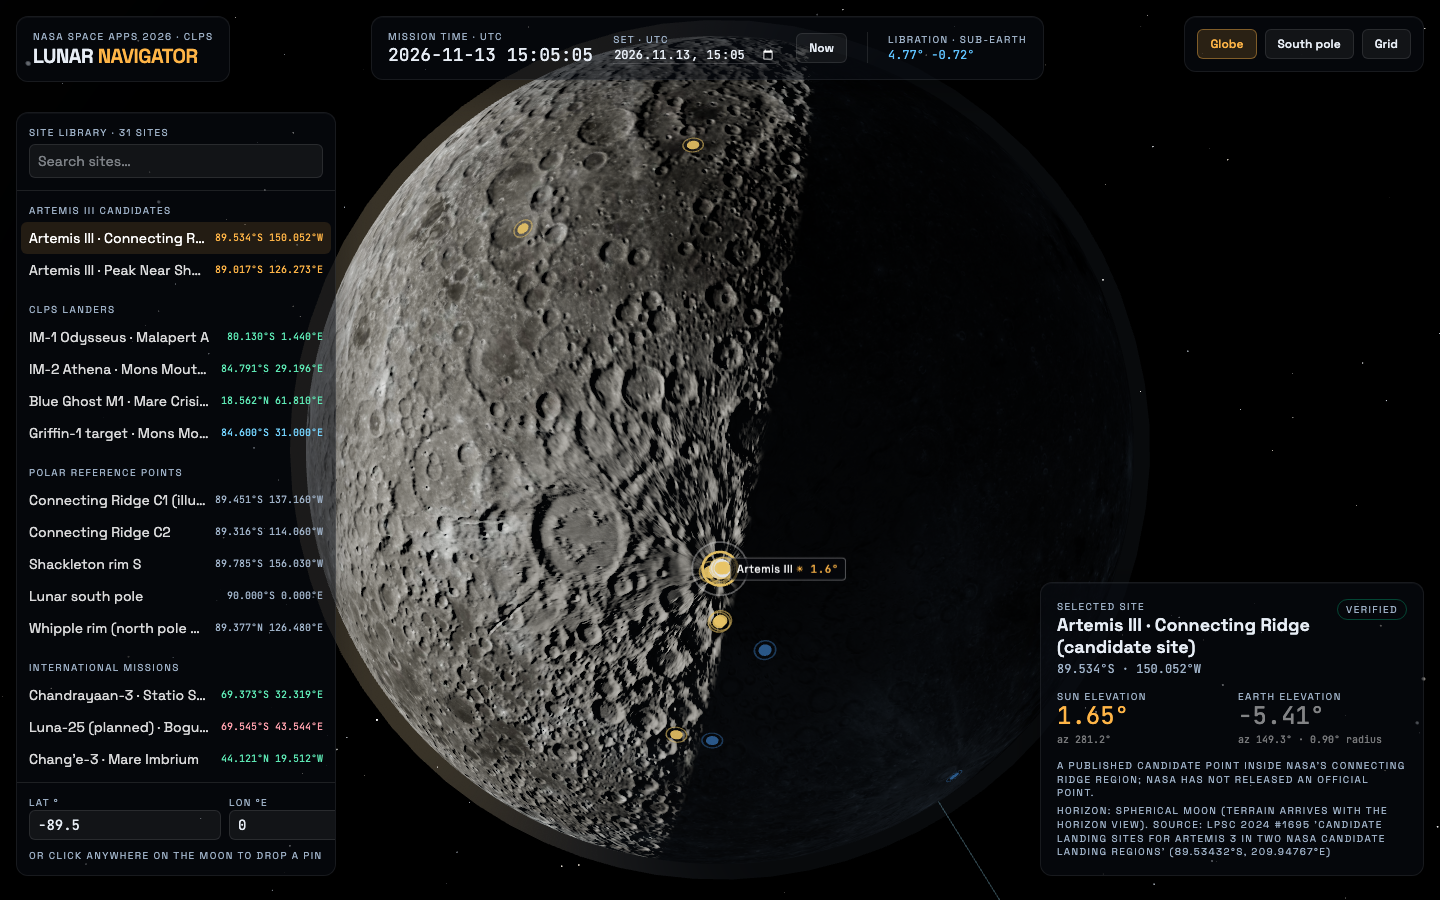 NASA SPACE APPS 2026 · CLPS
LUNAR NAVIGATOR
MISSION TIME · UTC
2026-11-13 15:05:05
SET · UTC
2026.11.13, 15:05
Now
LIBRATION · SUB-EARTH
4.77° -0.72°
Globe
South pole
Grid
SITE LIBRARY · 31 SITES
Search sites…
ARTEMIS III CANDIDATES
Artemis III · Connecting R… 89.534°S 150.052°W
Artemis III · Peak Near Sh… 89.017°S 126.273°E
CLPS LANDERS
IM-1 Odysseus · Malapert A 80.130°S 1.440°E
IM-2 Athena · Mons Mout… 84.791°S 29.196°E
Blue Ghost M1 · Mare Crisi… 18.562°N 61.810°E
Griffin-1 target · Mons Mo… 84.600°S 31.000°E
POLAR REFERENCE POINTS
Connecting Ridge C1 (illu… 89.451°S 137.160°W
Connecting Ridge C2 89.316°S 114.060°W
Shackleton rim S 89.785°S 156.030°W
Lunar south pole 90.000°S 0.000°E
Whipple rim (north pole … 89.377°N 126.480°E
INTERNATIONAL MISSIONS
Chandrayaan-3 · Statio S… 69.373°S 32.319°E
Luna-25 (planned) · Bogu… 69.545°S 43.544°E
Chang'e-3 · Mare Imbrium 44.121°N 19.512°W
LAT ° LON °E
-89.5 0
OR CLICK ANYWHERE ON THE MOON TO DROP A PIN
Artemis III ☀ 1.6°
SELECTED SITE
VERIFIED
Artemis III · Connecting Ridge
(candidate site)
89.534°S · 150.052°W
SUN ELEVATION EARTH ELEVATION
1.65° -5.41°
az 281.2° az 149.3° · 0.90° radius
A PUBLISHED CANDIDATE POINT INSIDE NASA'S CONNECTING
RIDGE REGION; NASA HAS NOT RELEASED AN OFFICIAL
POINT.
HORIZON: SPHERICAL MOON (TERRAIN ARRIVES WITH THE
HORIZON VIEW). SOURCE: LPSC 2024 #1695 'CANDIDATE
LANDING SITES FOR ARTEMIS 3 IN TWO NASA CANDIDATE
LANDING REGIONS' (89.53432°S, 209.94767°E)